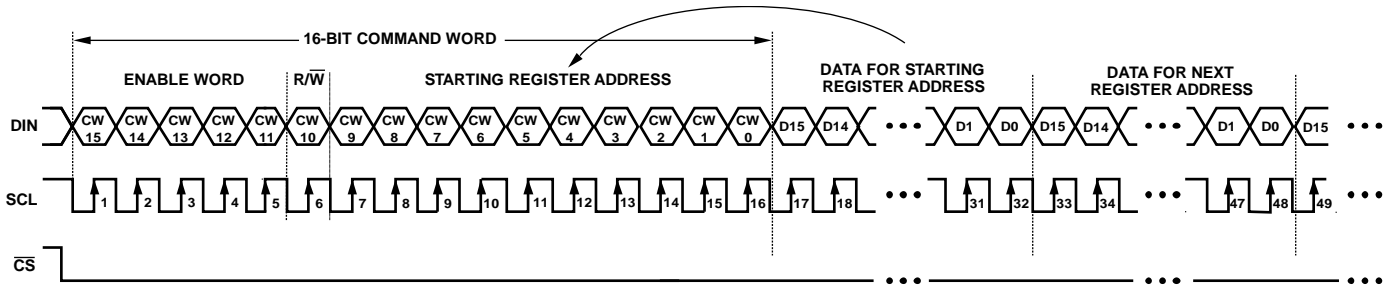 16-BIT COMMAND WORD
ENABLE WORD
R/W̅
STARTING REGISTER ADDRESS
DATA FOR STARTING
REGISTER ADDRESS
DATA FOR NEXT
REGISTER ADDRESS
DIN
CW
15
CW
14
CW
13
CW
12
CW
11
CW
10
CW
9
CW
8
CW
7
CW
6
CW
5
CW
4
CW
3
CW
2
CW
1
CW
0
D15
D14
D1
D0
D15
D14
D1
D0
D15
SCL
1
2
3
4
5
6
7
8
9
10
11
12
13
14
15
16
17
18
31
32
33
34
47
48
49
C̅S̅